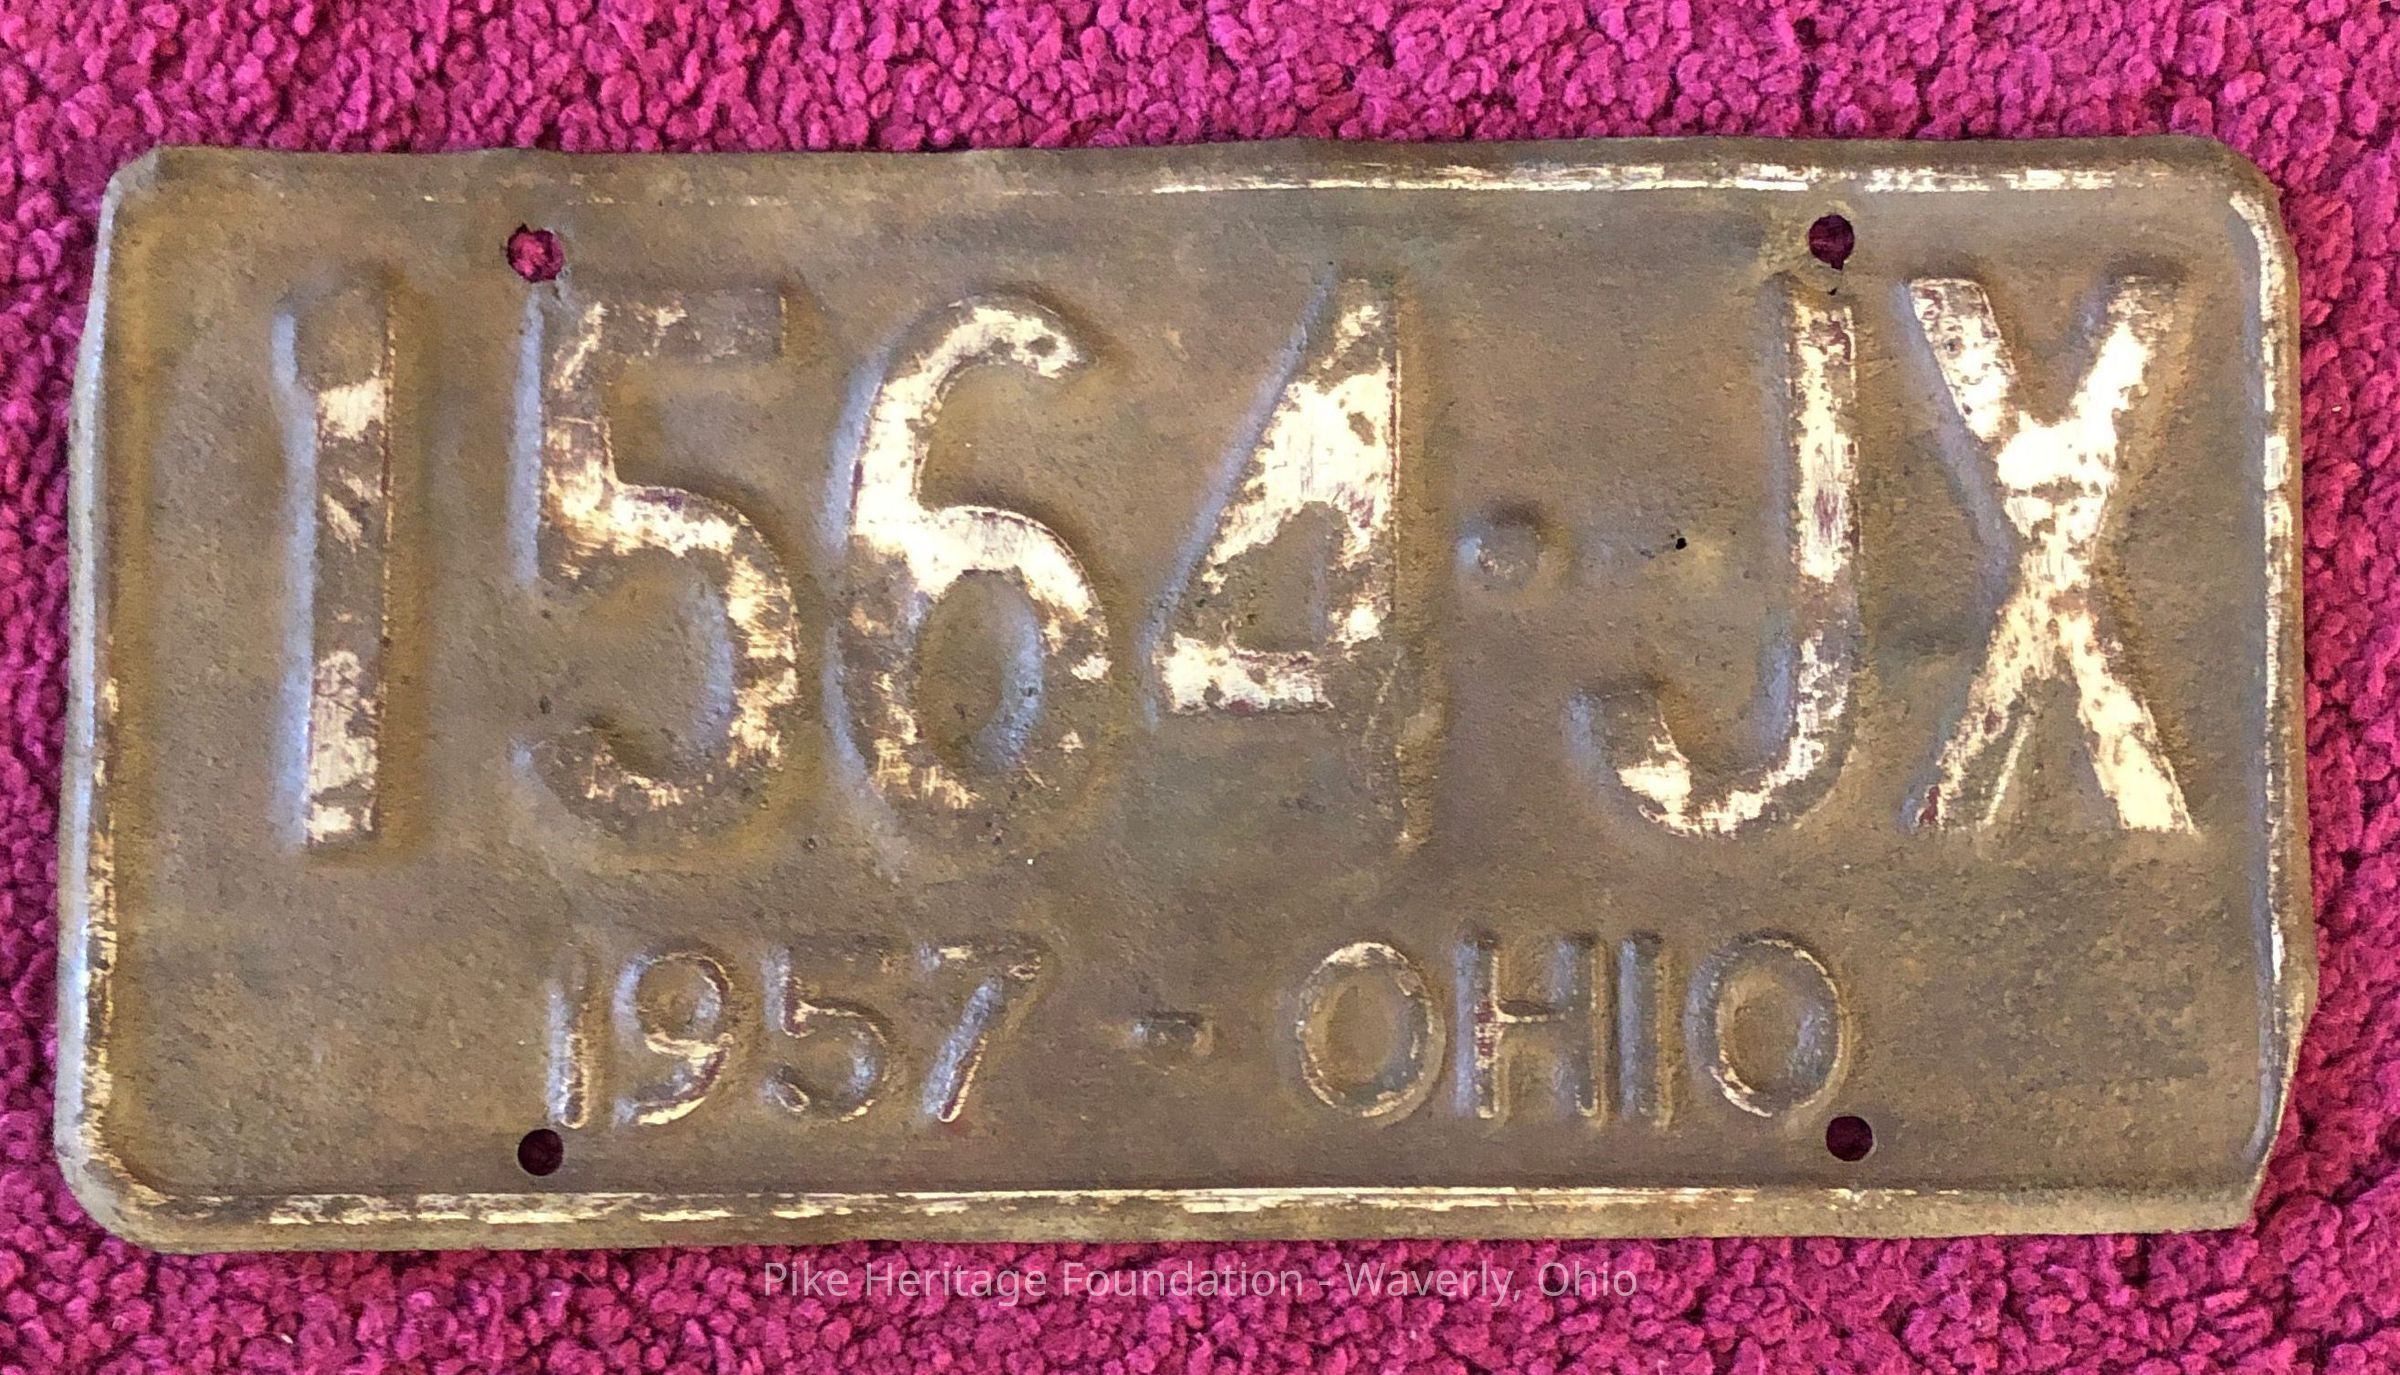 1564·JX
1957 - OHIO
Pike Heritage Foundation - Waverly, Ohio